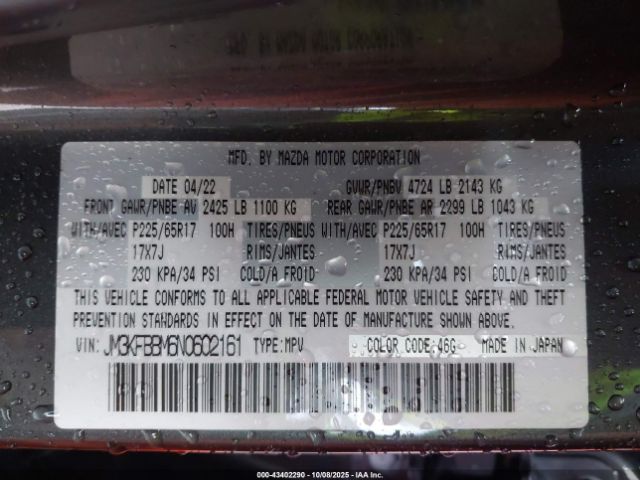 MFD. BY MAZDA MOTOR CORPORATION
DATE 04/22 GVWR/PNBV 4724 LB 2143 KG
FRONT GAWR/PNBE AV 2425 LB 1100 KG REAR GAWR/PNBE AR 2299 LB 1043 KG
WITH/AVEC P225/65R17 100H TIRES/PNEUS WITH/AVEC P225/65R17 100H TIRES/PNEUS
17X7J RIMS/JANTES 17X7J RIMS/JANTES
230 KPA/34 PSI COLD/A FROID 230 KPA/34 PSI COLD/A FROID
THIS VEHICLE CONFORMS TO ALL APPLICABLE FEDERAL MOTOR VEHICLE SAFETY AND THEFT
PREVENTION STANDARDS IN EFFECT ON THE DATE OF MANUFACTURE SHOWN ABOVE.
VIN: JM3KFBBM6N0602161 TYPE:MPV COLOR CODE:46G MADE IN JAPAN
000-43402290 - 10/08/2025 - IAA Inc.